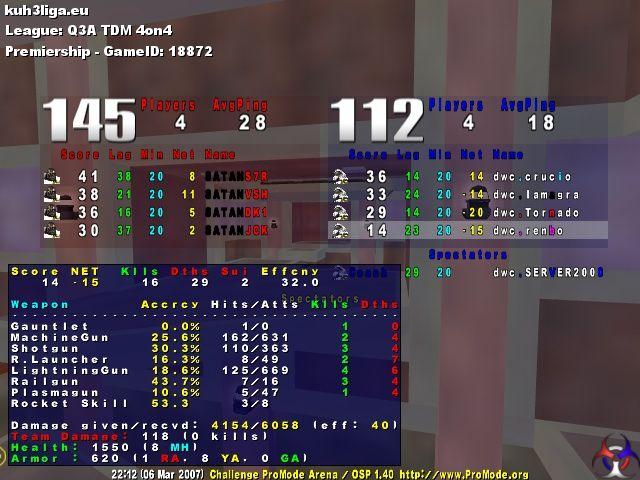 kuh3liga.eu
League: Q3A TDM 4on4
Premiership - GameID: 18872
145 Players AvgPing 4 28
112 Players AvgPing 4 18
Score Lag Min Net Name
41 38 20 8 SATANS7R
38 21 20 11 SATANVSH
36 16 20 5 SATANDK1
30 37 20 2 SATANJCK
Score Lag Min Net Name
36 14 20 14 dwc.crucio
33 24 20 -14 dwc.lamagra
29 14 20 -20 dwc.Tornado
14 23 20 -15 dwc.renbo
Spectators
Coach 29 20 dwc.SERVER2008
Spectators
Score NET Klls Dths Sui Effcny
14 -15 16 29 2 32.0
Weapon Accrcy Hits/Atts Klls Dths
Gauntlet 0.0% 1/0 1 0
MachineGun 25.6% 162/631 2 4
Shotgun 30.3% 110/363 3 4
R.Launcher 16.3% 8/49 2 7
LightningGun 18.6% 125/669 4 6
Railgun 43.7% 7/16 3 4
Plasmagun 10.6% 5/47 1 4
Rocket Skill 53.3 3/8
Damage given/recvd: 4154/6058 (eff: 40)
Team Damage: 118 (0 kills)
Health: 1550 (8 MH)
Armor : 620 (1 RA, 8 YA, 0 GA)
22:12 (06 Mar 2007) Challenge ProMode Arena / OSP 1.40 http://www.ProMode.org